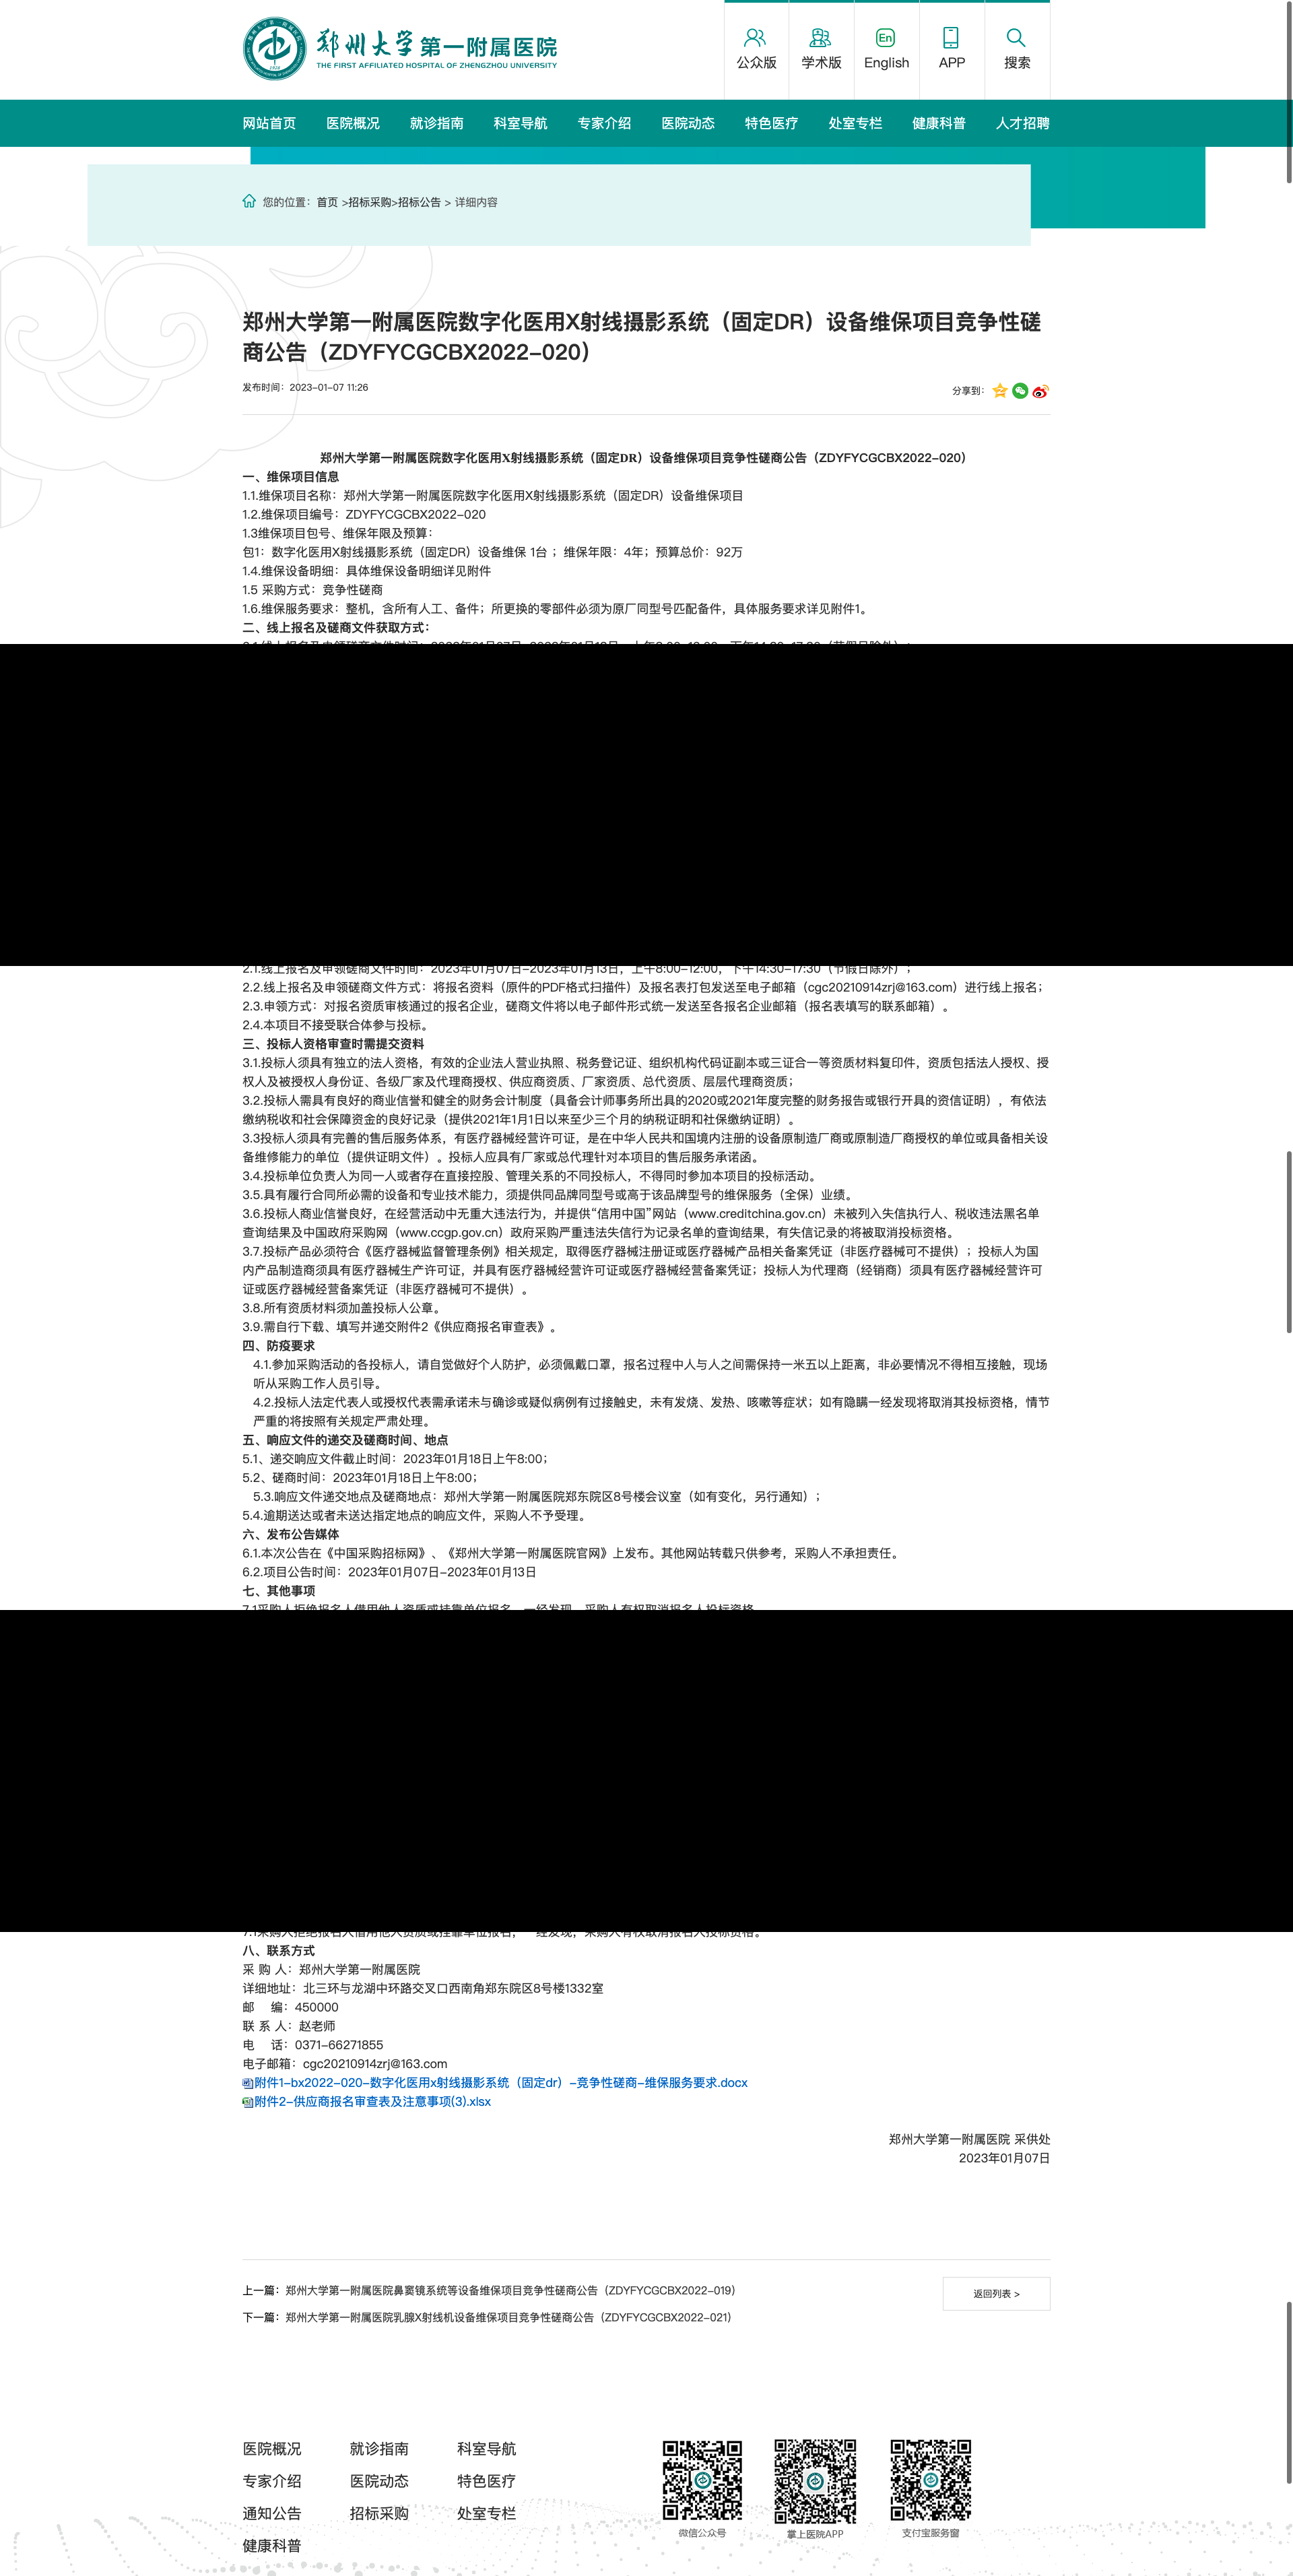 郑州大学第一附属医院
THE FIRST AFFILIATED HOSPITAL OF ZHENGZHOU UNIVERSITY
公众版
学术版
En
English
APP
搜索
网站首页 医院概况 就诊指南 科室导航 专家介绍 医院动态 特色医疗 处室专栏 健康科普 人才招聘
您的位置：首页 >招标采购>招标公告 > 详细内容
郑州大学第一附属医院数字化医用X射线摄影系统（固定DR）设备维保项目竞争性磋
商公告（ZDYFYCGCBX2022-020）
发布时间：2023-01-07 11:26
分享到：
郑州大学第一附属医院数字化医用X射线摄影系统（固定DR）设备维保项目竞争性磋商公告（ZDYFYCGCBX2022-020）
一、维保项目信息
1.1.维保项目名称：郑州大学第一附属医院数字化医用X射线摄影系统（固定DR）设备维保项目
1.2.维保项目编号：ZDYFYCGCBX2022-020
1.3维保项目包号、维保年限及预算：
包1：数字化医用X射线摄影系统（固定DR）设备维保 1台 ；维保年限：4年；预算总价：92万
1.4.维保设备明细：具体维保设备明细详见附件
1.5 采购方式：竞争性磋商
1.6.维保服务要求：整机，含所有人工、备件；所更换的零部件必须为原厂同型号匹配备件，具体服务要求详见附件1。
二、线上报名及磋商文件获取方式：
2.1.线上报名及申领磋商文件时间：2023年01月07日-2023年01月13日，上午8:00-12:00，下午14:30-17:30（节假日除外）；
2.2.线上报名及申领磋商文件方式：将报名资料（原件的PDF格式扫描件）及报名表打包发送至电子邮箱（cgc20210914zrj@163.com）进行线上报名；
2.3.申领方式：对报名资质审核通过的报名企业，磋商文件将以电子邮件形式统一发送至各报名企业邮箱（报名表填写的联系邮箱）。
2.4.本项目不接受联合体参与投标。
三、投标人资格审查时需提交资料
3.1.投标人须具有独立的法人资格，有效的企业法人营业执照、税务登记证、组织机构代码证副本或三证合一等资质材料复印件，资质包括法人授权、授
权人及被授权人身份证、各级厂家及代理商授权、供应商资质、厂家资质、总代资质、层层代理商资质；
3.2.投标人需具有良好的商业信誉和健全的财务会计制度（具备会计师事务所出具的2020或2021年度完整的财务报告或银行开具的资信证明），有依法
缴纳税收和社会保障资金的良好记录（提供2021年1月1日以来至少三个月的纳税证明和社保缴纳证明）。
3.3投标人须具有完善的售后服务体系，有医疗器械经营许可证，是在中华人民共和国境内注册的设备原制造厂商或原制造厂商授权的单位或具备相关设
备维修能力的单位（提供证明文件）。投标人应具有厂家或总代理针对本项目的售后服务承诺函。
3.4.投标单位负责人为同一人或者存在直接控股、管理关系的不同投标人，不得同时参加本项目的投标活动。
3.5.具有履行合同所必需的设备和专业技术能力，须提供同品牌同型号或高于该品牌型号的维保服务（全保）业绩。
3.6.投标人商业信誉良好，在经营活动中无重大违法行为，并提供“信用中国”网站（www.creditchina.gov.cn）未被列入失信执行人、税收违法黑名单
查询结果及中国政府采购网（www.ccgp.gov.cn）政府采购严重违法失信行为记录名单的查询结果，有失信记录的将被取消投标资格。
3.7.投标产品必须符合《医疗器械监督管理条例》相关规定，取得医疗器械注册证或医疗器械产品相关备案凭证（非医疗器械可不提供）；投标人为国
内产品制造商须具有医疗器械生产许可证，并具有医疗器械经营许可证或医疗器械经营备案凭证；投标人为代理商（经销商）须具有医疗器械经营许可
证或医疗器械经营备案凭证（非医疗器械可不提供）。
3.8.所有资质材料须加盖投标人公章。
3.9.需自行下载、填写并递交附件2《供应商报名审查表》。
四、防疫要求
4.1.参加采购活动的各投标人，请自觉做好个人防护，必须佩戴口罩，报名过程中人与人之间需保持一米五以上距离，非必要情况不得相互接触，现场
听从采购工作人员引导。
4.2.投标人法定代表人或授权代表需承诺未与确诊或疑似病例有过接触史，未有发烧、发热、咳嗽等症状；如有隐瞒一经发现将取消其投标资格，情节
严重的将按照有关规定严肃处理。
五、响应文件的递交及磋商时间、地点
5.1、递交响应文件截止时间：2023年01月18日上午8:00；
5.2、磋商时间：2023年01月18日上午8:00；
5.3.响应文件递交地点及磋商地点：郑州大学第一附属医院郑东院区8号楼会议室（如有变化，另行通知）；
5.4.逾期送达或者未送达指定地点的响应文件，采购人不予受理。
六、发布公告媒体
6.1.本次公告在《中国采购招标网》、《郑州大学第一附属医院官网》上发布。其他网站转载只供参考，采购人不承担责任。
6.2.项目公告时间：2023年01月07日-2023年01月13日
七、其他事项
7.1采购人拒绝报名人借用他人资质或挂靠单位报名，一经发现，采购人有权取消报名人投标资格。
八、联系方式
采 购 人：郑州大学第一附属医院
详细地址：北三环与龙湖中环路交叉口西南角郑东院区8号楼1332室
邮 编：450000
联 系 人：赵老师
电 话：0371-66271855
电子邮箱：cgc20210914zrj@163.com
附件1-bx2022-020-数字化医用x射线摄影系统（固定dr）-竞争性磋商-维保服务要求.docx
附件2-供应商报名审查表及注意事项(3).xlsx
郑州大学第一附属医院 采供处
2023年01月07日
上一篇：郑州大学第一附属医院鼻窦镜系统等设备维保项目竞争性磋商公告（ZDYFYCGCBX2022-019）
返回列表 >
下一篇：郑州大学第一附属医院乳腺X射线机设备维保项目竞争性磋商公告（ZDYFYCGCBX2022-021）
医院概况 就诊指南 科室导航
专家介绍 医院动态 特色医疗
通知公告 招标采购 处室专栏
健康科普
微信公众号 掌上医院APP 支付宝服务窗